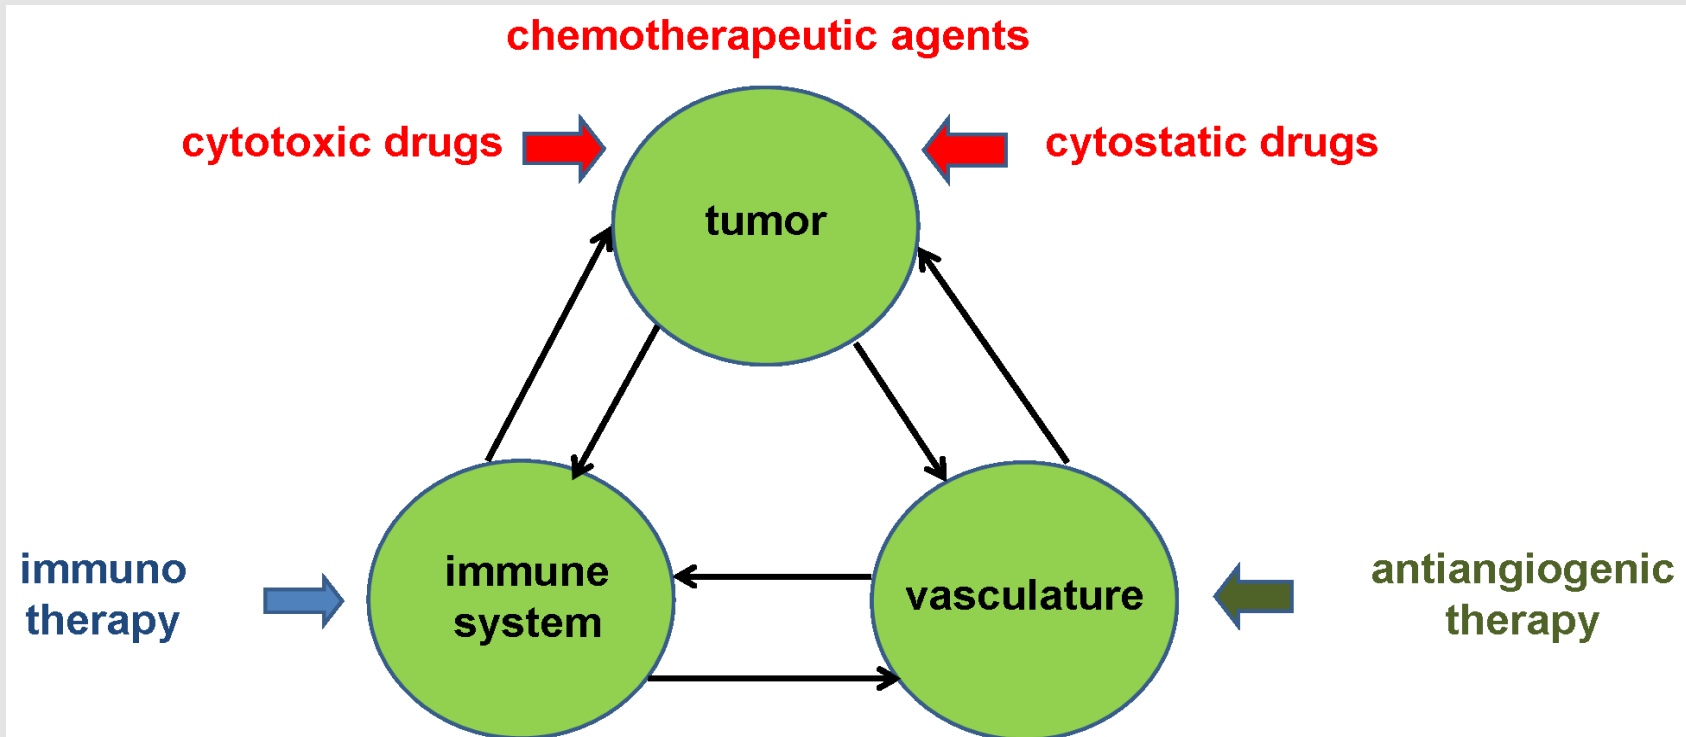 chemotherapeutic agents
cytotoxic drugs
cytostatic drugs
tumor
immuno
therapy
immune
system
vasculature
antiangiogenic
therapy